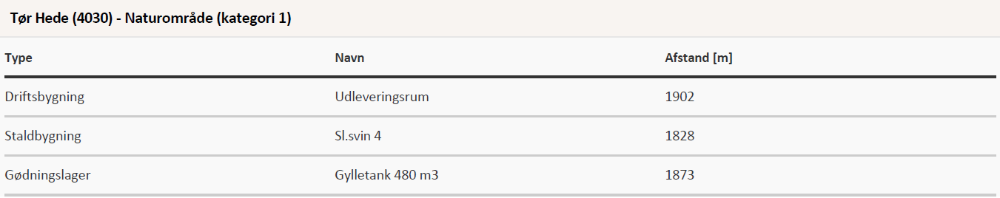 Tør Hede (4030) - Naturområde (kategori 1)
Type Navn Afstand [m]
Driftsbygning Udleveringsrum 1902
Staldbygning Sl.svin 4 1828
Gødningslager Gylletank 480 m3 1873